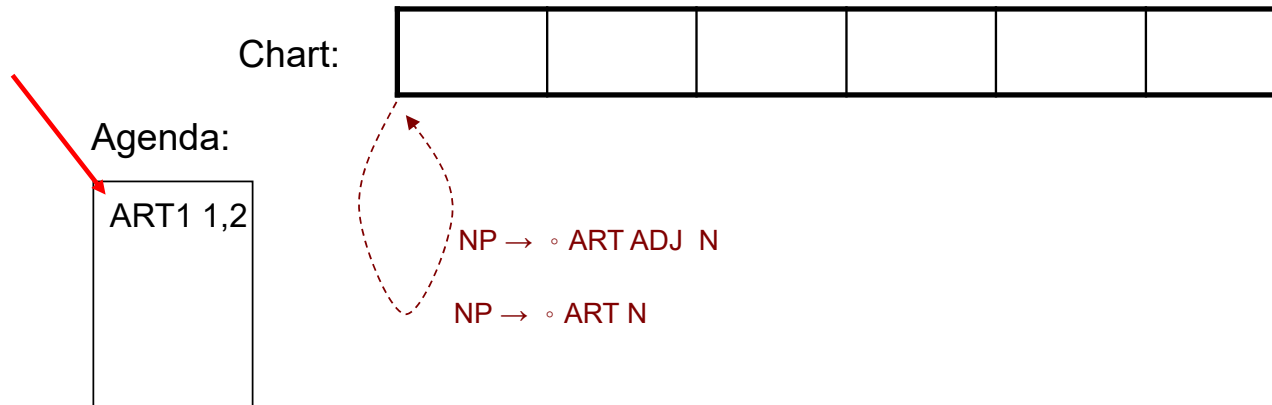 Chart:
Agenda:
ART1 1,2
NP → ◦ ART ADJ N
NP → ◦ ART N